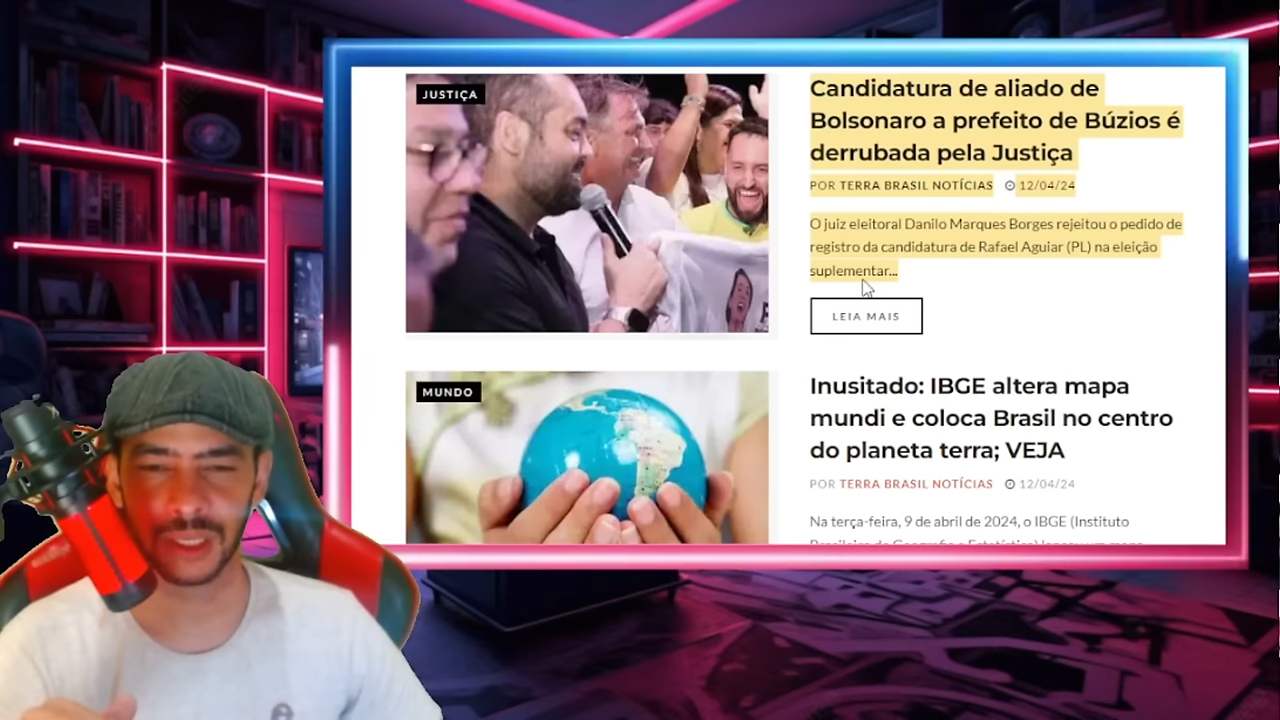 JUSTIÇA
Candidatura de aliado de
Bolsonaro a prefeito de Búzios é
derrubada pela Justiça
POR TERRA BRASIL NOTÍCIAS 12/04/24
O juiz eleitoral Danilo Marques Borges rejeitou o pedido de
registro da candidatura de Rafael Aguiar (PL) na eleição
suplementar...
LEIA MAIS
MUNDO
Inusitado: IBGE altera mapa
mundi e coloca Brasil no centro
do planeta terra; VEJA
POR TERRA BRASIL NOTÍCIAS 12/04/24
Na terça-feira, 9 de abril de 2024, o IBGE (Instituto